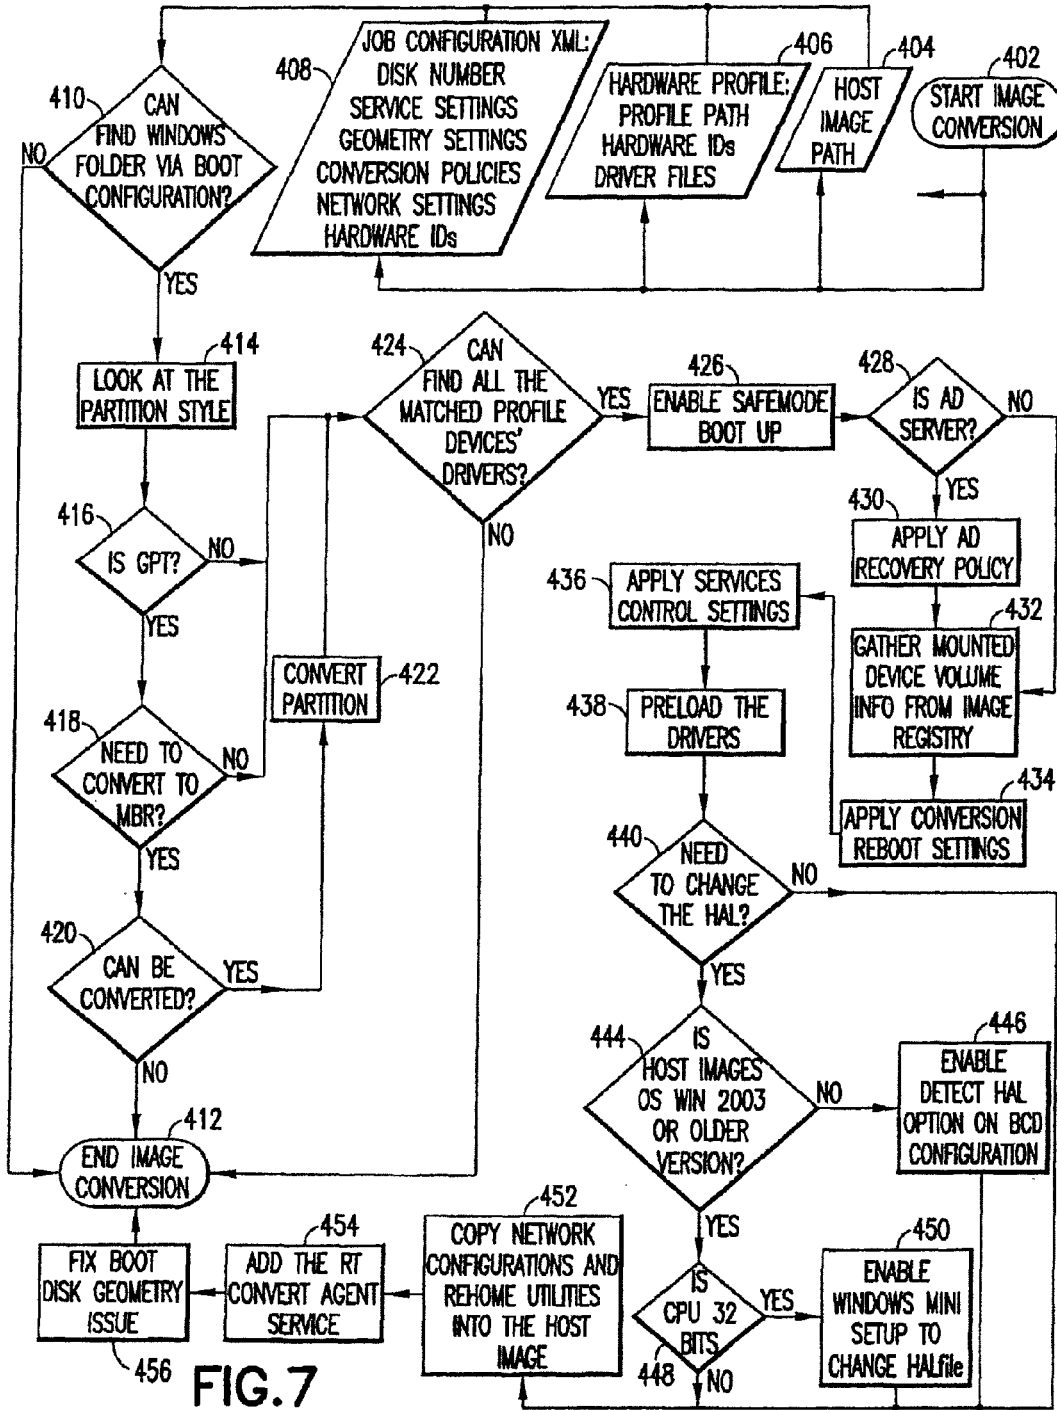 402
START IMAGE
CONVERSION
404
HOST
IMAGE
PATH
406
HARDWARE PROFILE:
PROFILE PATH
HARDWARE IDs
DRIVER FILES
408
JOB CONFIGURATION XML:
DISK NUMBER
SERVICE SETTINGS
GEOMETRY SETTINGS
CONVERSION POLICIES
NETWORK SETTINGS
HARDWARE IDs
410
CAN
FIND WINDOWS
FOLDER VIA BOOT
CONFIGURATION?
NO
YES
414
LOOK AT THE
PARTITION STYLE
416
IS GPT?
NO
YES
418
NEED TO
CONVERT TO
MBR?
NO
YES
420
CAN BE
CONVERTED?
YES
NO
422
CONVERT
PARTITION
412
END IMAGE
CONVERSION
424
CAN
FIND ALL THE
MATCHED PROFILE
DEVICES'
DRIVERS?
YES
NO
426
ENABLE SAFEMODE
BOOT UP
428
IS AD
SERVER?
NO
YES
430
APPLY AD
RECOVERY POLICY
432
GATHER MOUNTED
DEVICE VOLUME
INFO FROM IMAGE
REGISTRY
434
APPLY CONVERSION
REBOOT SETTINGS
436
APPLY SERVICES
CONTROL SETTINGS
438
PRELOAD THE
DRIVERS
440
NEED
TO CHANGE
THE HAL?
NO
YES
444
IS
HOST IMAGES
OS WIN 2003
OR OLDER
VERSION?
NO
YES
446
ENABLE
DETECT HAL
OPTION ON BCD
CONFIGURATION
448
IS
CPU 32
BITS
YES
NO
450
ENABLE
WINDOWS MINI
SETUP TO
CHANGE HALfile
452
COPY NETWORK
CONFIGURATIONS AND
REHOME UTILITIES
INTO THE HOST
IMAGE
454
ADD THE RT
CONVERT AGENT
SERVICE
FIX BOOT
DISK GEOMETRY
ISSUE
456
FIG.7